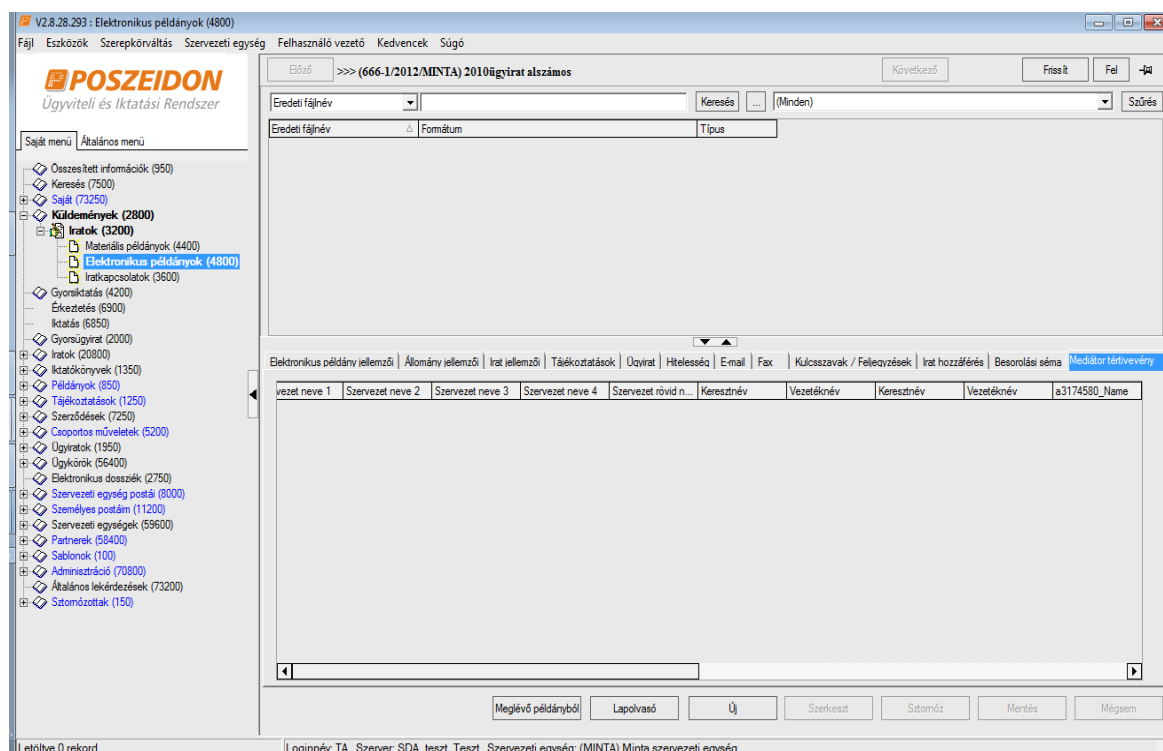 V2.8.28.293 : Elektronikus példányok (4800)
Fájl Eszközök Szerepkörváltás Szervezeti egység Felhasználó vezető Kedvencek Súgó
POSZEIDON
Ügyviteli és Iktatási Rendszer
Saját menü Általános menü
Összesített információk (950)
Keresés (7500)
Saját (73250)
Küldemények (2800)
Iratok (3200)
Materiális példányok (4400)
Elektronikus példányok (4800)
Iratkapcsolatok (3600)
Gyorsiktatás (4200)
Érkeztetés (6900)
Iktatás (6850)
Gyorsügyirat (2000)
Iratok (20800)
Iktatókönyvek (1350)
Példányok (850)
Tájékoztatások (1250)
Szerződések (7250)
Csoportos műveletek (5200)
Ügyiratok (1950)
Ügykörök (56400)
Elektronikus dossziék (2750)
Szervezeti egység postái (8000)
Személyes postáim (11200)
Szervezeti egységek (59600)
Partnerek (58400)
Sablonok (100)
Adminisztráció (70800)
Általános lekérdezések (73200)
Sztornózottak (150)
Előző >>> (666-1/2012/MINTA) 2010ügyirat alszámos Következő Frissít Fel
Eredeti fájlnév Keresés ... (Minden) Szűrés
Eredeti fájlnév Formátum Típus
Elektronikus példány jellemzői Állomány jellemzői Irat jellemzői Tájékoztatások Ügyirat Hitelesség E-mail Fax Kulcsszavak / Feljegyzések Irat hozzáférés Besorolási séma Mediátor tértivevény
vezet neve 1 Szervezet neve 2 Szervezet neve 3 Szervezet neve 4 Szervezet rövid n... Keresztnév Vezetéknév Keresztnév Vezetéknév a3174580_Name
Meglévő példányból Lapolvasó Új Szerkeszt Sztornóz Mentés Mégsem
Letöltve 0 rekord Loginnév: TA Szerver: SDA_teszt_Teszt Szervezeti egység: (MINTA) Minta szervezeti egység